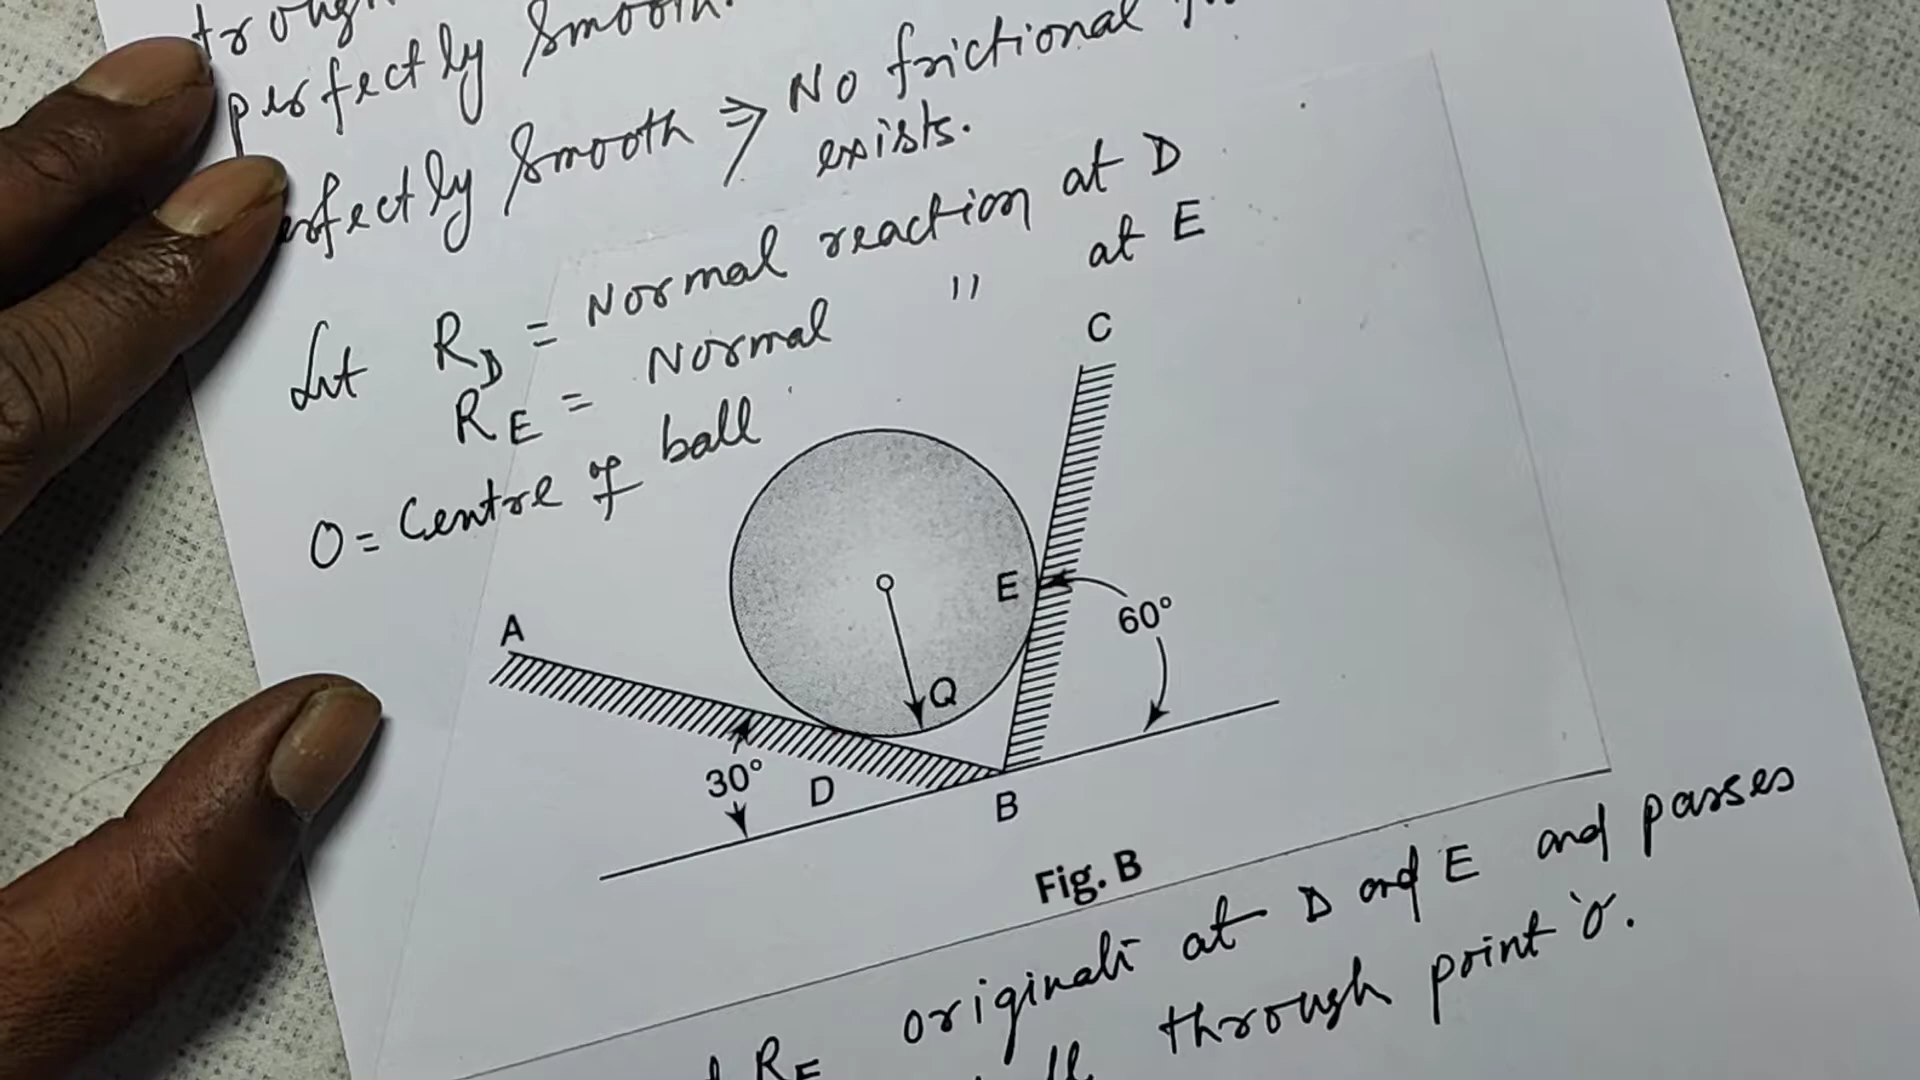 perfectly smooth.
perfectly smooth ⇒ No frictional
exists.
Let R_D = Normal reaction at D
R_E = Normal " at E
O = Centre of ball
C
E
60°
A
Q
30°
D
B
Fig. B
R_E originate at D and E and passes
through point 'O'.